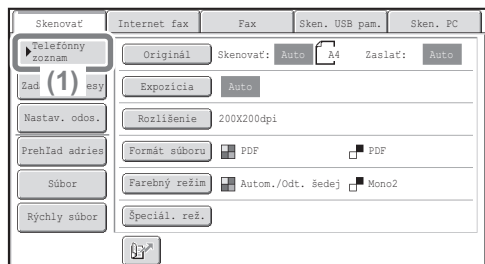 Skenovať Internet fax Fax Sken. USB pam. Sken. PC
Telefónny
zoznam
Originál Skenovať: Auto A4 Zaslať: Auto
(1)
Expozícia Auto
Nastav. odos. Rozlíšenie 200X200dpi
Prehľad adries Formát súboru PDF PDF
Súbor Farebný režim Autom./Odt. šedej Mono2
Rýchly súbor Špeciál. rež.